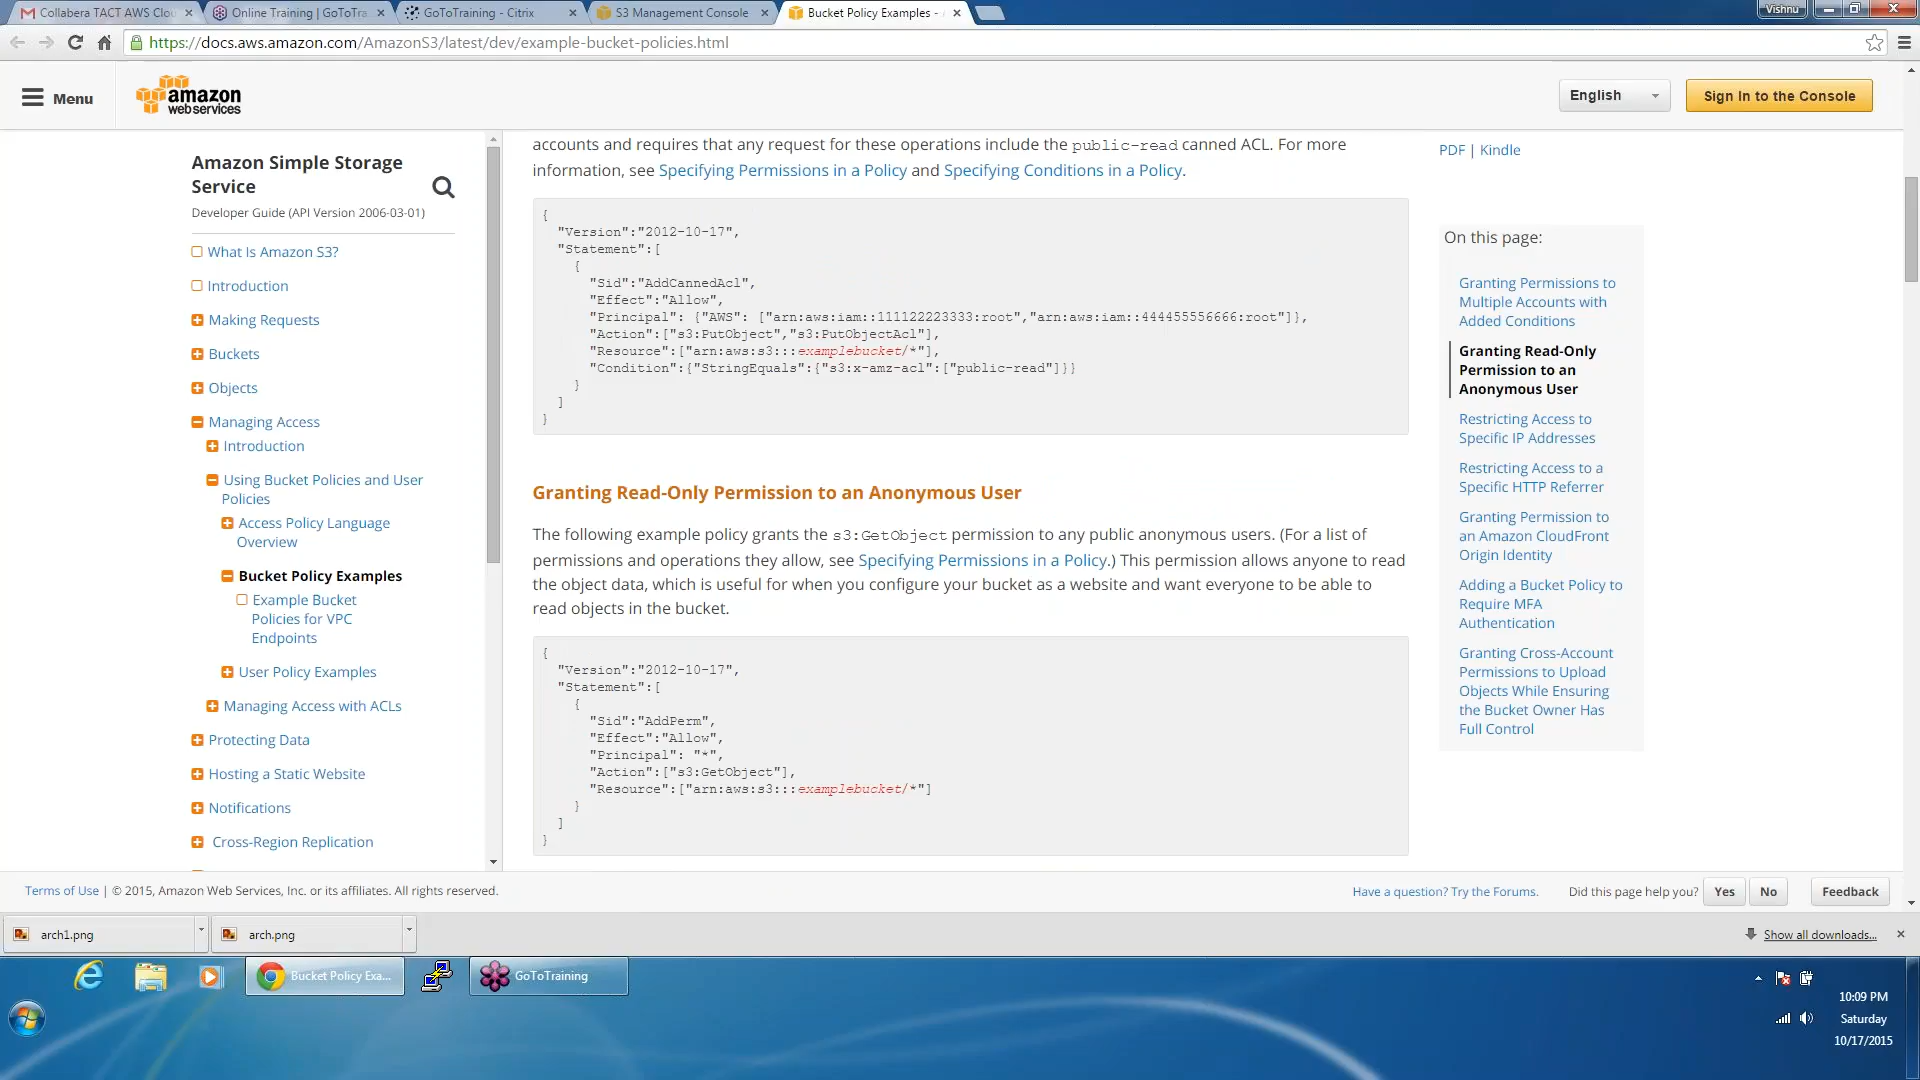 Collabera TACT AWS Clou
Online Training | GoToTra
GoToTraining - Citrix
S3 Management Console
Bucket Policy Examples -
Vishnu
https://docs.aws.amazon.com/AmazonS3/latest/dev/example-bucket-policies.html
Menu
amazon
web services
English
Sign In to the Console
Amazon Simple Storage
Service
Developer Guide (API Version 2006-03-01)
What Is Amazon S3?
Introduction
Making Requests
Buckets
Objects
Managing Access
Introduction
Using Bucket Policies and User
Policies
Access Policy Language
Overview
Bucket Policy Examples
Example Bucket
Policies for VPC
Endpoints
User Policy Examples
Managing Access with ACLs
Protecting Data
Hosting a Static Website
Notifications
Cross-Region Replication
accounts and requires that any request for these operations include the public-read canned ACL. For more
information, see Specifying Permissions in a Policy and Specifying Conditions in a Policy.
{
"Version":"2012-10-17",
"Statement":[
{
"Sid":"AddCannedAcl",
"Effect":"Allow",
"Principal": {"AWS": ["arn:aws:iam::111122223333:root","arn:aws:iam::444455556666:root"]},
"Action":["s3:PutObject","s3:PutObjectAcl"],
"Resource":["arn:aws:s3:::examplebucket/*"],
"Condition":{"StringEquals":{"s3:x-amz-acl":["public-read"]}}
}
]
}
Granting Read-Only Permission to an Anonymous User
The following example policy grants the s3:GetObject permission to any public anonymous users. (For a list of
permissions and operations they allow, see Specifying Permissions in a Policy.) This permission allows anyone to read
the object data, which is useful for when you configure your bucket as a website and want everyone to be able to
read objects in the bucket.
{
"Version":"2012-10-17",
"Statement":[
{
"Sid":"AddPerm",
"Effect":"Allow",
"Principal": "*",
"Action":["s3:GetObject"],
"Resource":["arn:aws:s3:::examplebucket/*"]
}
]
}
PDF | Kindle
On this page:
Granting Permissions to
Multiple Accounts with
Added Conditions
Granting Read-Only
Permission to an
Anonymous User
Restricting Access to
Specific IP Addresses
Restricting Access to a
Specific HTTP Referrer
Granting Permission to
an Amazon CloudFront
Origin Identity
Adding a Bucket Policy to
Require MFA
Authentication
Granting Cross-Account
Permissions to Upload
Objects While Ensuring
the Bucket Owner Has
Full Control
Terms of Use | © 2015, Amazon Web Services, Inc. or its affiliates. All rights reserved.
Have a question? Try the Forums.
Did this page help you?
Yes
No
Feedback
arch1.png
arch.png
Show all downloads...
Bucket Policy Exa...
GoToTraining
10:09 PM
Saturday
10/17/2015